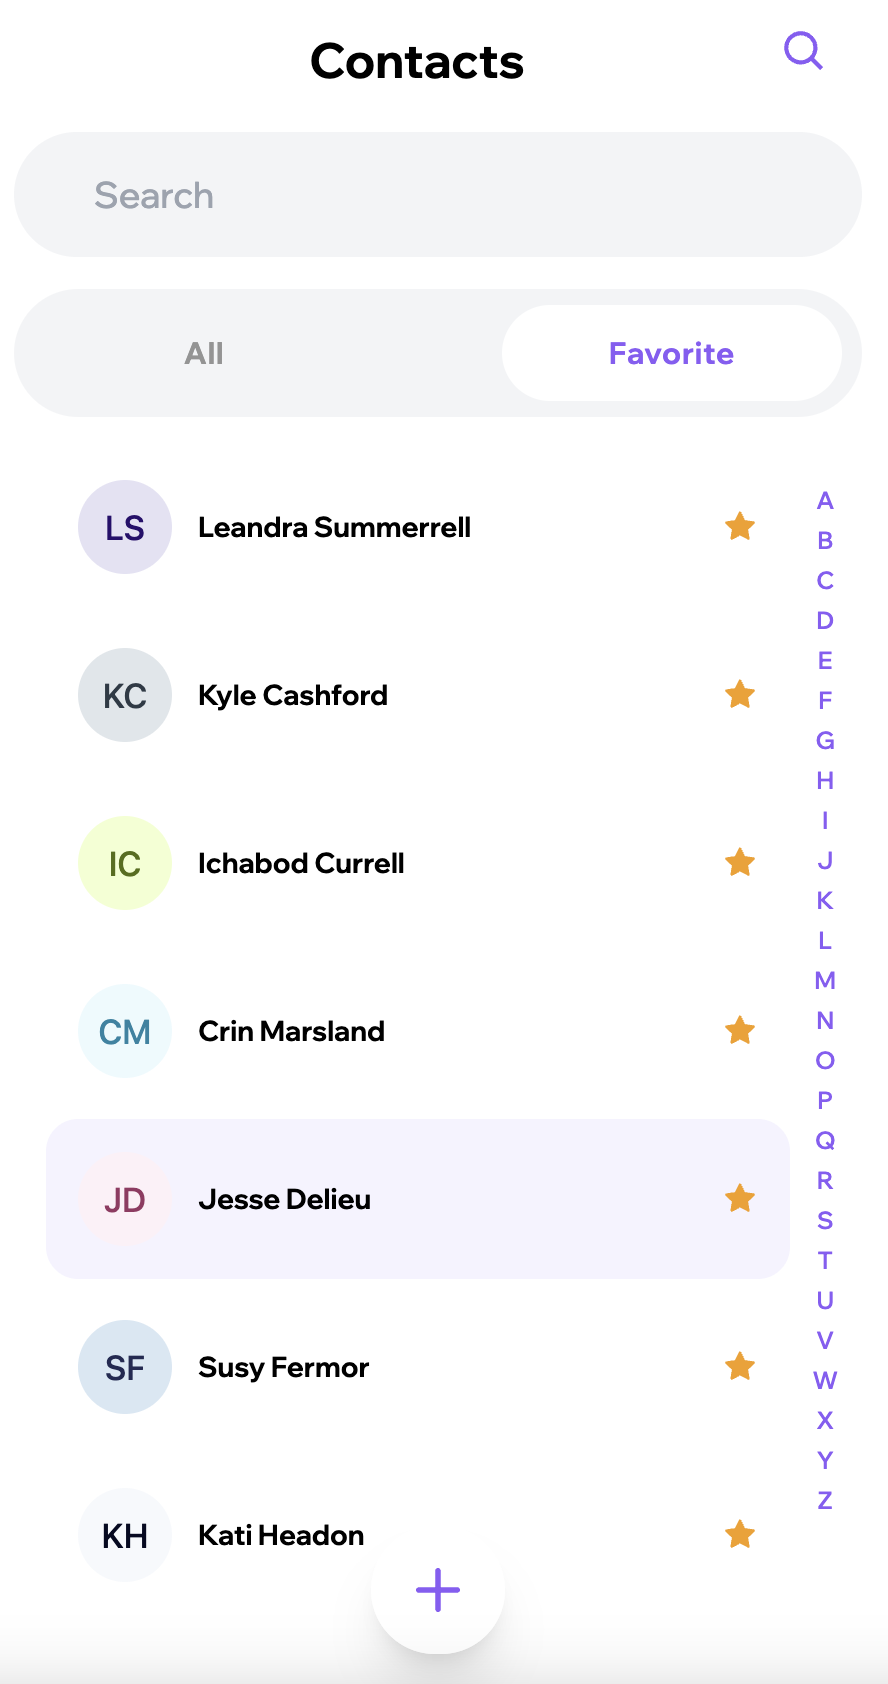 Contacts
Search
All
Favorite
LS
Leandra Summerrell
KC
Kyle Cashford
IC
Ichabod Currell
CM
Crin Marsland
JD
Jesse Delieu
SF
Susy Fermor
KH
Kati Headon
A
B
C
D
E
F
G
H
I
J
K
L
M
N
O
P
Q
R
S
T
U
V
W
X
Y
Z